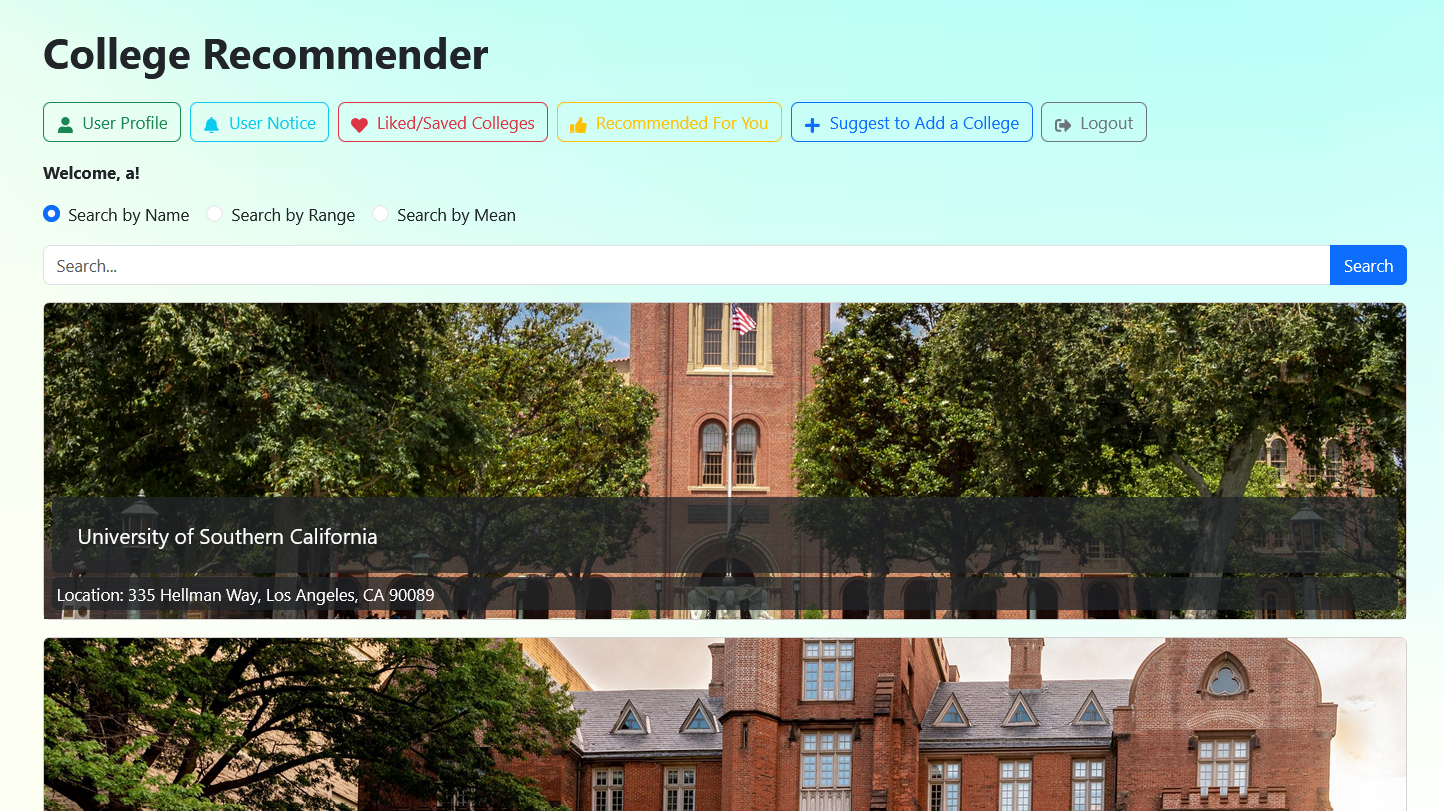 College Recommender
User Profile
User Notice
Liked/Saved Colleges
Recommended For You
Suggest to Add a College
Logout
Welcome, a!
Search by Name
Search by Range
Search by Mean
Search...
Search
University of Southern California
Location: 335 Hellman Way, Los Angeles, CA 90089